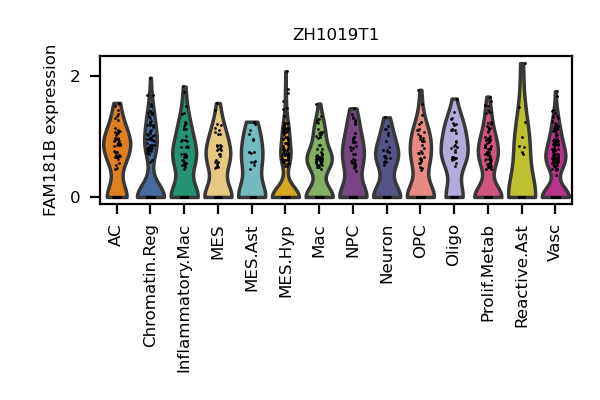 ZH1019T1
FAM181B expression
2
0
AC
Chromatin.Reg
Inflammatory.Mac
MES
MES.Ast
MES.Hyp
Mac
NPC
Neuron
OPC
Oligo
Prolif.Metab
Reactive.Ast
Vasc